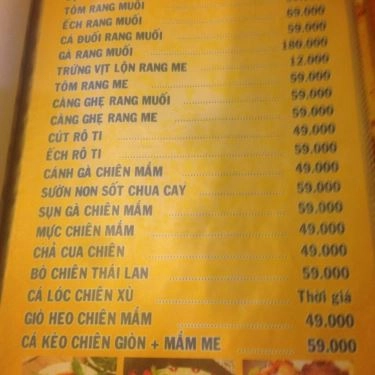 TÔM RANG MUỐI
ẾCH RANG MUỐI 69.000
CÁ ĐUỐI RANG MUỐI 59.000
GÀ RANG MUỐI 180.000
TRỨNG VỊT LỘN RANG ME 12.000
TÔM RANG ME 59.000
CÀNG GHẸ RANG MUỐI 59.000
CÀNG GHẸ RANG ME 59.000
CÚT RÔ TI 49.000
ẾCH RÔ TI 59.000
CÁNH GÀ CHIÊN MẮM 49.000
SƯỜN NON SỐT CHUA CAY 59.000
SỤN GÀ CHIÊN MẮM 59.000
MỰC CHIÊN MẮM 49.000
CHẢ CUA CHIÊN 49.000
BÒ CHIÊN THÁI LAN 59.000
CÁ LÓC CHIÊN XÙ Thời giá
GIÒ HEO CHIÊN MẮM 49.000
CÁ KÈO CHIÊN GIÒN + MẮM ME 59.000